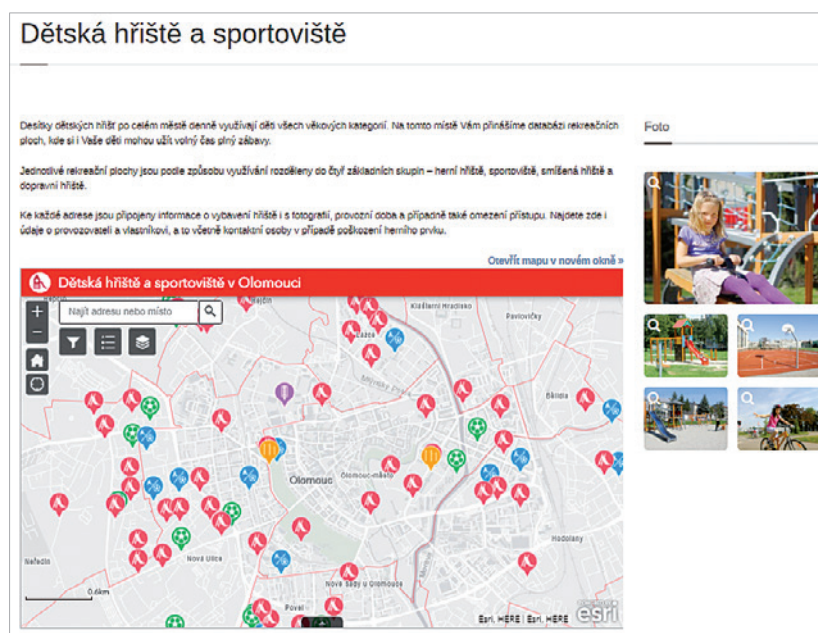 Dětská hřiště a sportoviště
Desítky dětských hřišť po celém městě denně využívají děti všech věkových kategorií. Na tomto místě Vám přinášíme databázi rekreačních
ploch, kde si i Vaše děti mohou užít volný čas plný zábavy.
Jednotlivé rekreační plochy jsou podle způsobu využívání rozděleny do čtyř základních skupin – herní hřiště, sportoviště, smíšená hřiště a
dopravní hřiště.
Ke každé adrese jsou připojeny informace o vybavení hřiště i s fotografií, provozní doba a případně také omezení přístupu. Najdete zde i
údaje o provozovateli a vlastníkovi, a to včetně kontaktní osoby v případě poškození herního prvku.
Otevřít mapu v novém okně »
Foto
Dětská hřiště a sportoviště v Olomouci
Najít adresu nebo místo
Klášterní Hradisko
Pavlovičky
Lazce
Bělidla
Olomouc
Olomouc-město
Hodolany
Neředín
Nová Ulice
Nové Sady u Olomouce
Povel
0.6km
Esri, HERE | Esri, HERE
esri